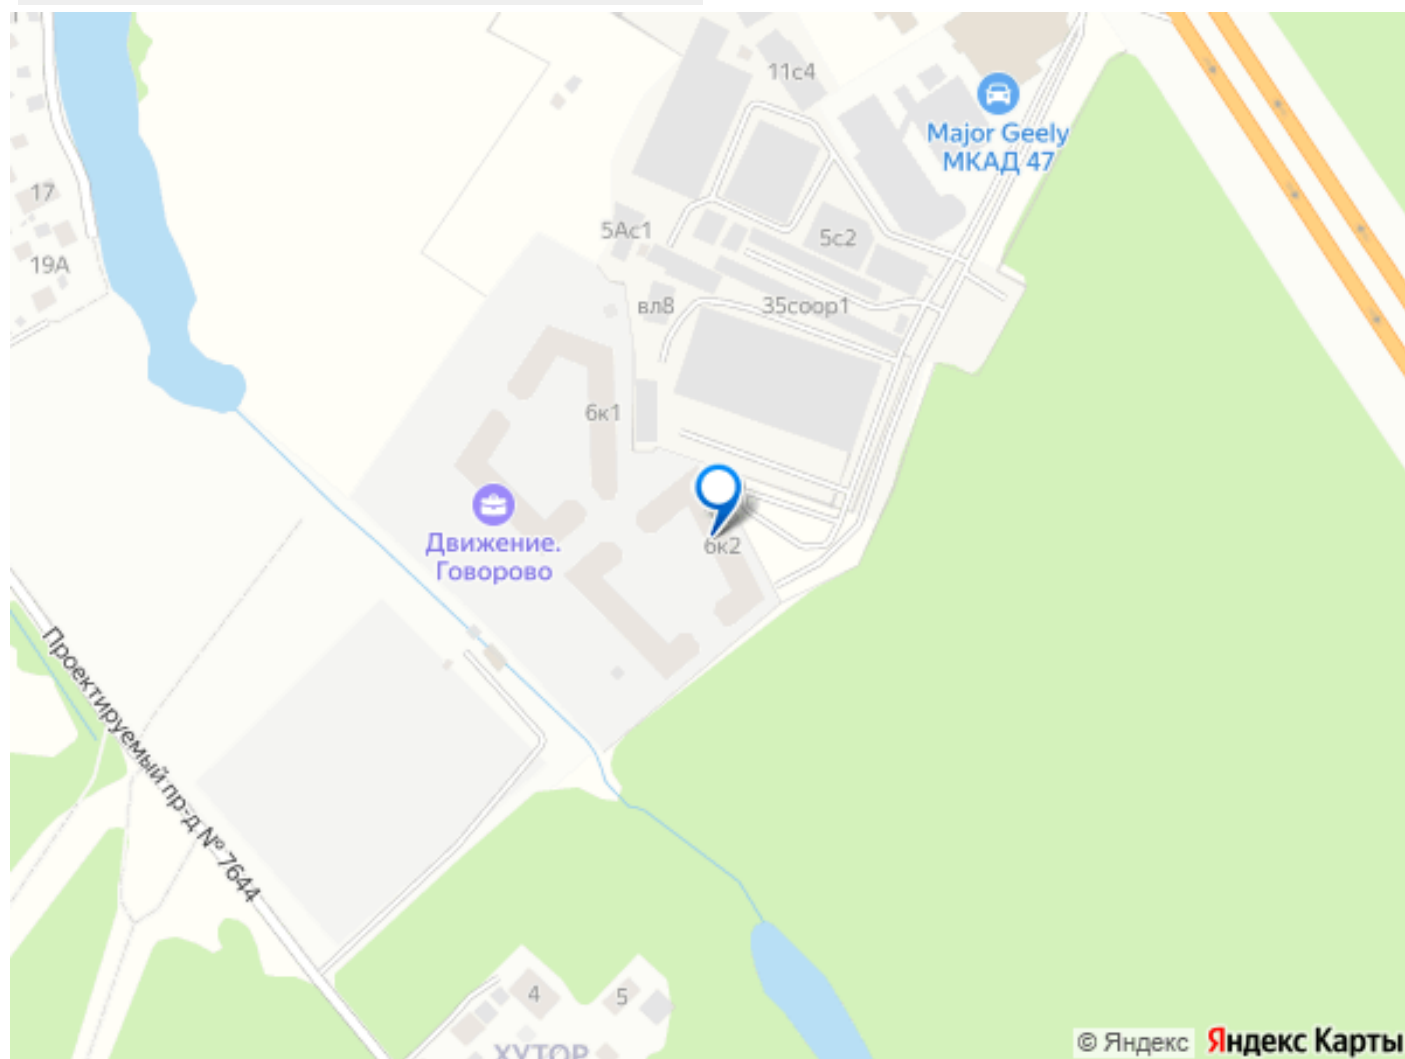 11с4
Major Geely
МКАД 47
17
5Ас1
5с2
19А
вл8
35соор1
6к1
Движение.
Говорово
6к2
Проектируемый пр-д № 7644
4
5
ХУТОР
© Яндекс
Яндекс Карты